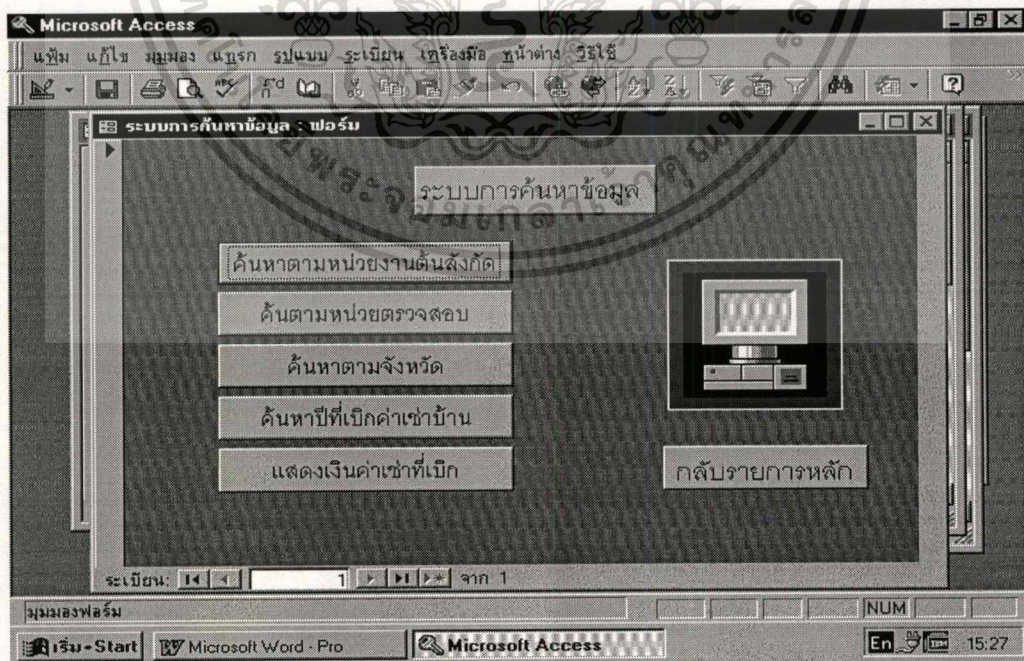 Microsoft Access
แฟ้ม แก้ไข มุมมอง แทรก รูปแบบ ระเบียน เครื่องมือ หน้าต่าง วิธีใช้
ระบบการค้นหาข้อมูล : ฟอร์ม
ระบบการค้นหาข้อมูล
ค้นหาตามหน่วยงานต้นสังกัด
ค้นตามหน่วยตรวจสอบ
ค้นหาตามจังหวัด
ค้นหาปีที่เบิกค่าเช่าบ้าน
แสดงเงินค่าเช่าที่เบิก
กลับรายการหลัก
ระเบียน: 1 จาก 1
มุมมองฟอร์ม NUM
เริ่ม-Start Microsoft Word - Pro Microsoft Access En 15:27